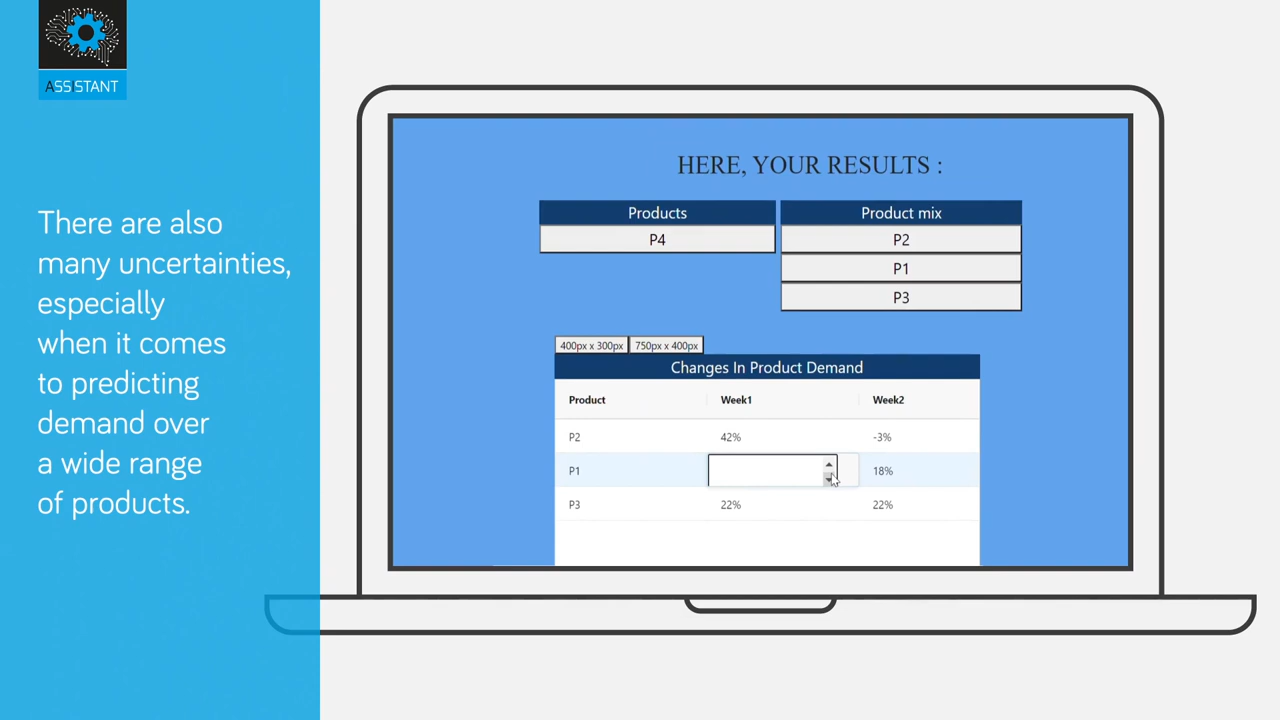 ASSISTANT
There are also
many uncertainties,
especially
when it comes
to predicting
demand over
a wide range
of products.
HERE, YOUR RESULTS :
Products Product mix
P4 P2
P1
P3
400px x 300px 750px x 400px
Changes In Product Demand
Product Week1 Week2
P2 42% -3%
P1 18%
P3 22% 22%